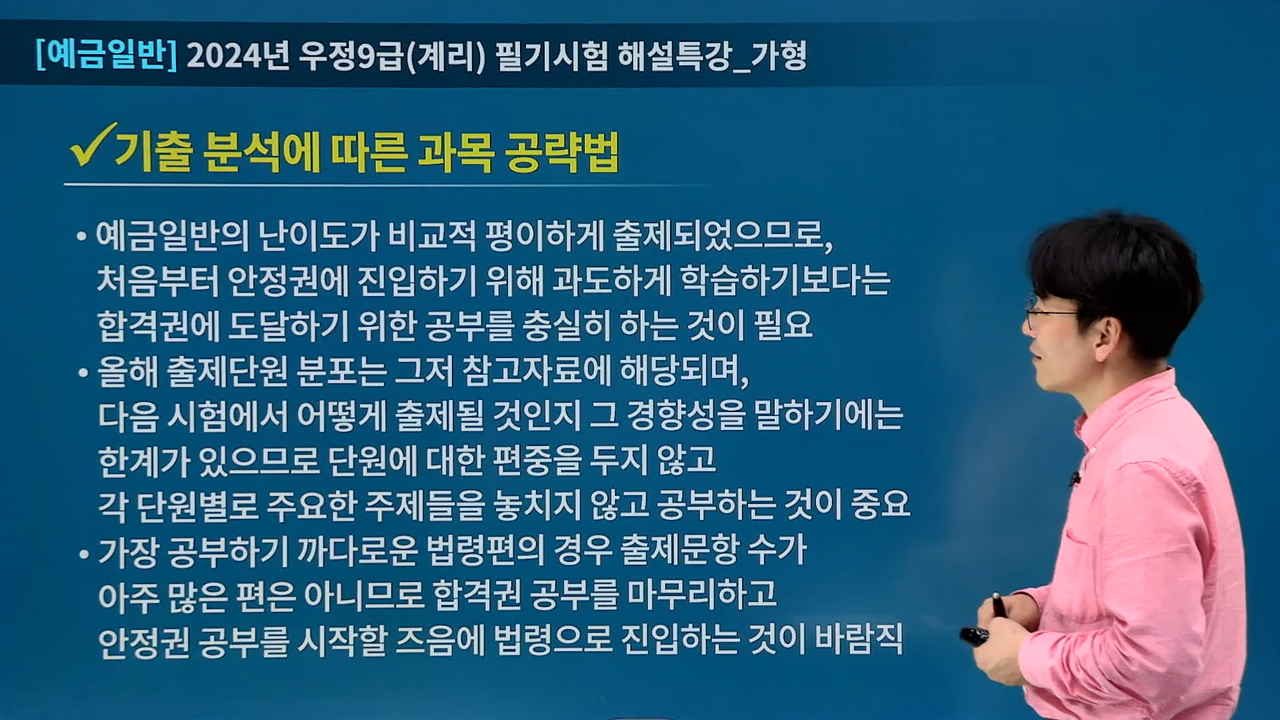 [예금일반] 2024년 우정9급(계리) 필기시험 해설특강_가형
✓기출 분석에 따른 과목 공략법
• 예금일반의 난이도가 비교적 평이하게 출제되었으므로,
처음부터 안정권에 진입하기 위해 과도하게 학습하기보다는
합격권에 도달하기 위한 공부를 충실히 하는 것이 필요
• 올해 출제단원 분포는 그저 참고자료에 해당되며,
다음 시험에서 어떻게 출제될 것인지 그 경향성을 말하기에는
한계가 있으므로 단원에 대한 편중을 두지 않고
각 단원별로 주요한 주제들을 놓치지 않고 공부하는 것이 중요
• 가장 공부하기 까다로운 법령편의 경우 출제문항 수가
아주 많은 편은 아니므로 합격권 공부를 마무리하고
안정권 공부를 시작할 즈음에 법령으로 진입하는 것이 바람직